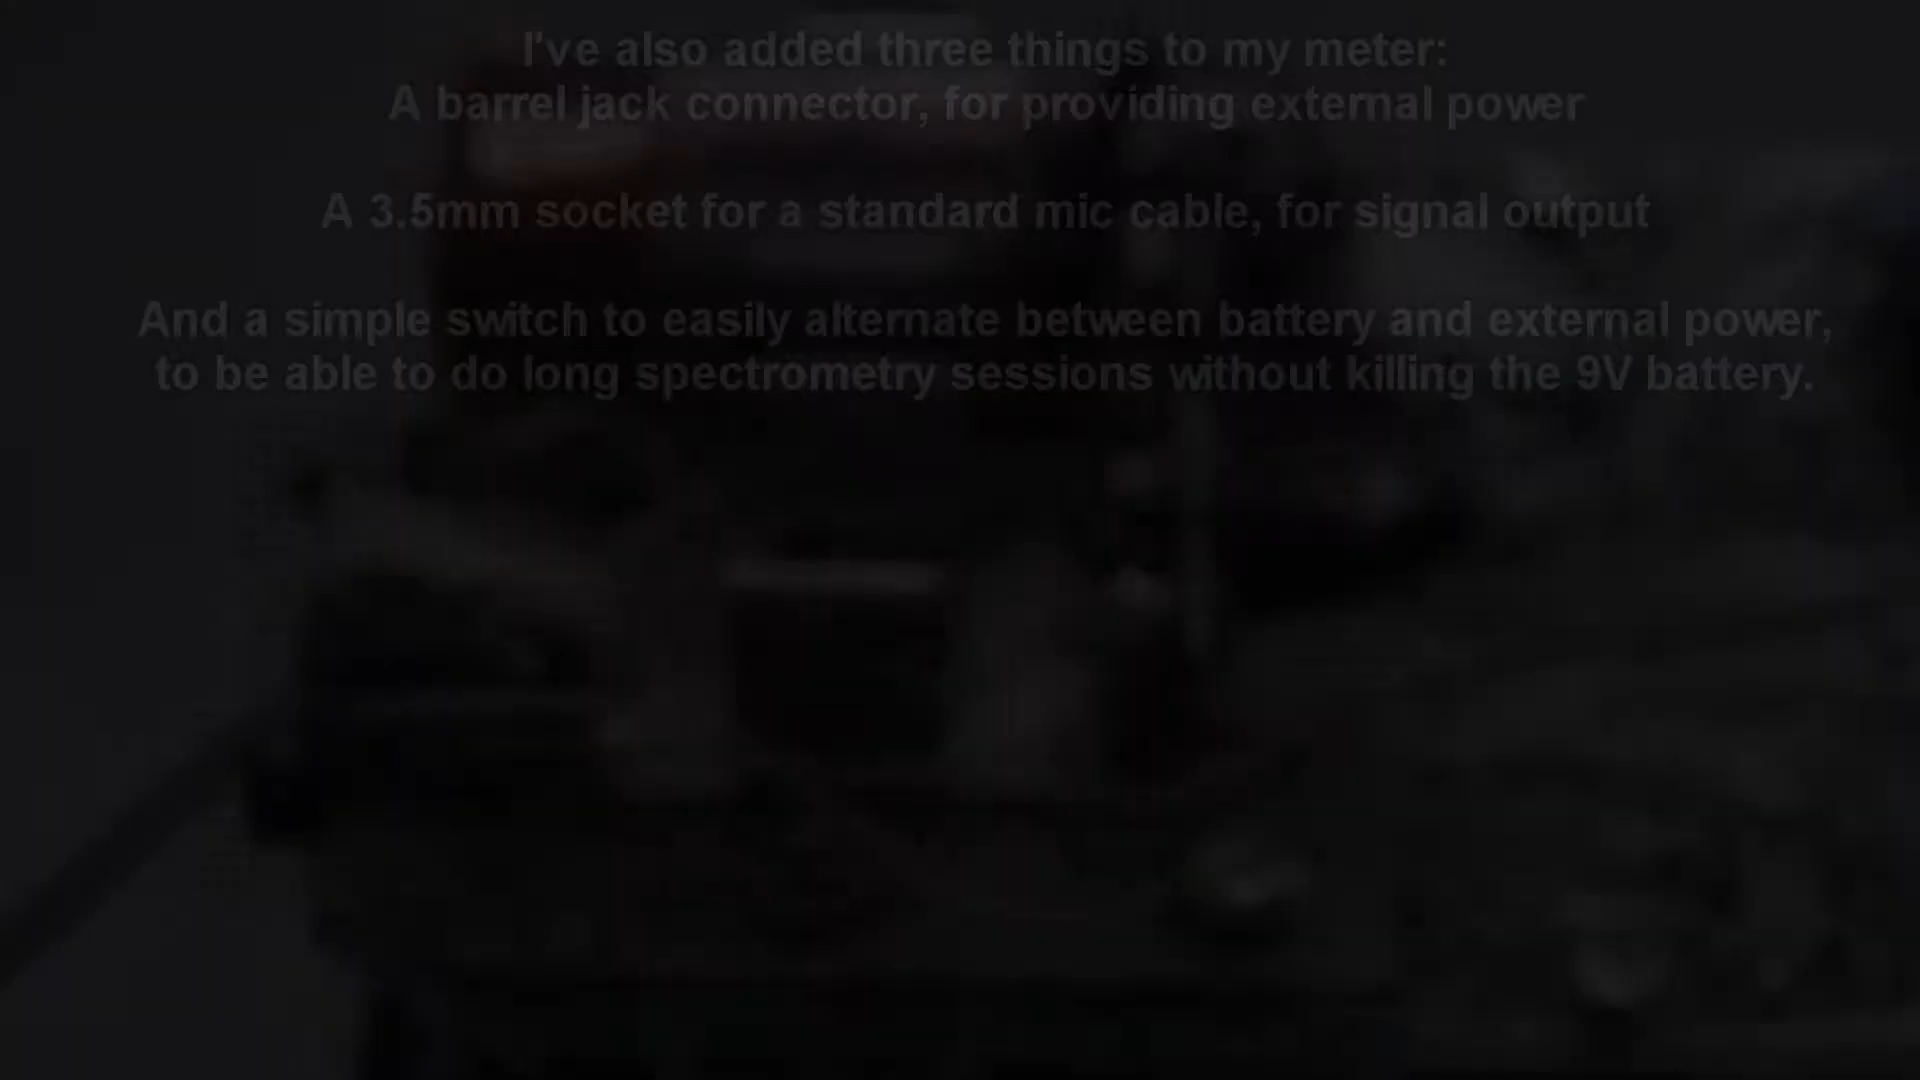 I've also added three things to my meter:
A barrel jack connector, for providing external power
A 3.5mm socket for a standard mic cable, for signal output
And a simple switch to easily alternate between battery and external power,
to be able to do long spectrometry sessions without killing the 9V battery.